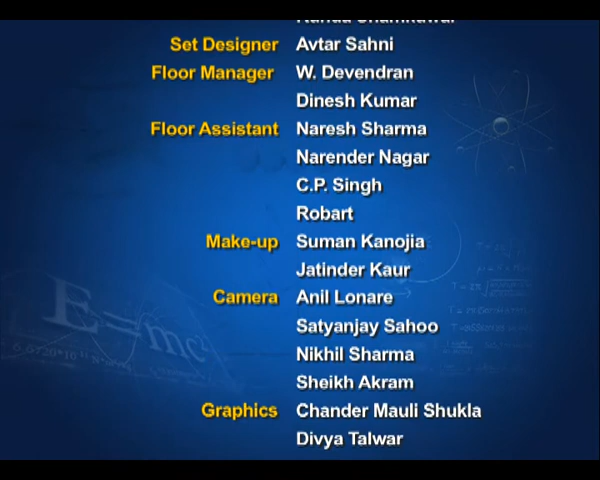 Set Designer Avtar Sahni
Floor Manager W. Devendran
Dinesh Kumar
Floor Assistant Naresh Sharma
Narender Nagar
C.P. Singh
Robart
Make-up Suman Kanojia
Jatinder Kaur
Camera Anil Lonare
Satyanjay Sahoo
Nikhil Sharma
Sheikh Akram
Graphics Chander Mauli Shukla
Divya Talwar
E=mc²